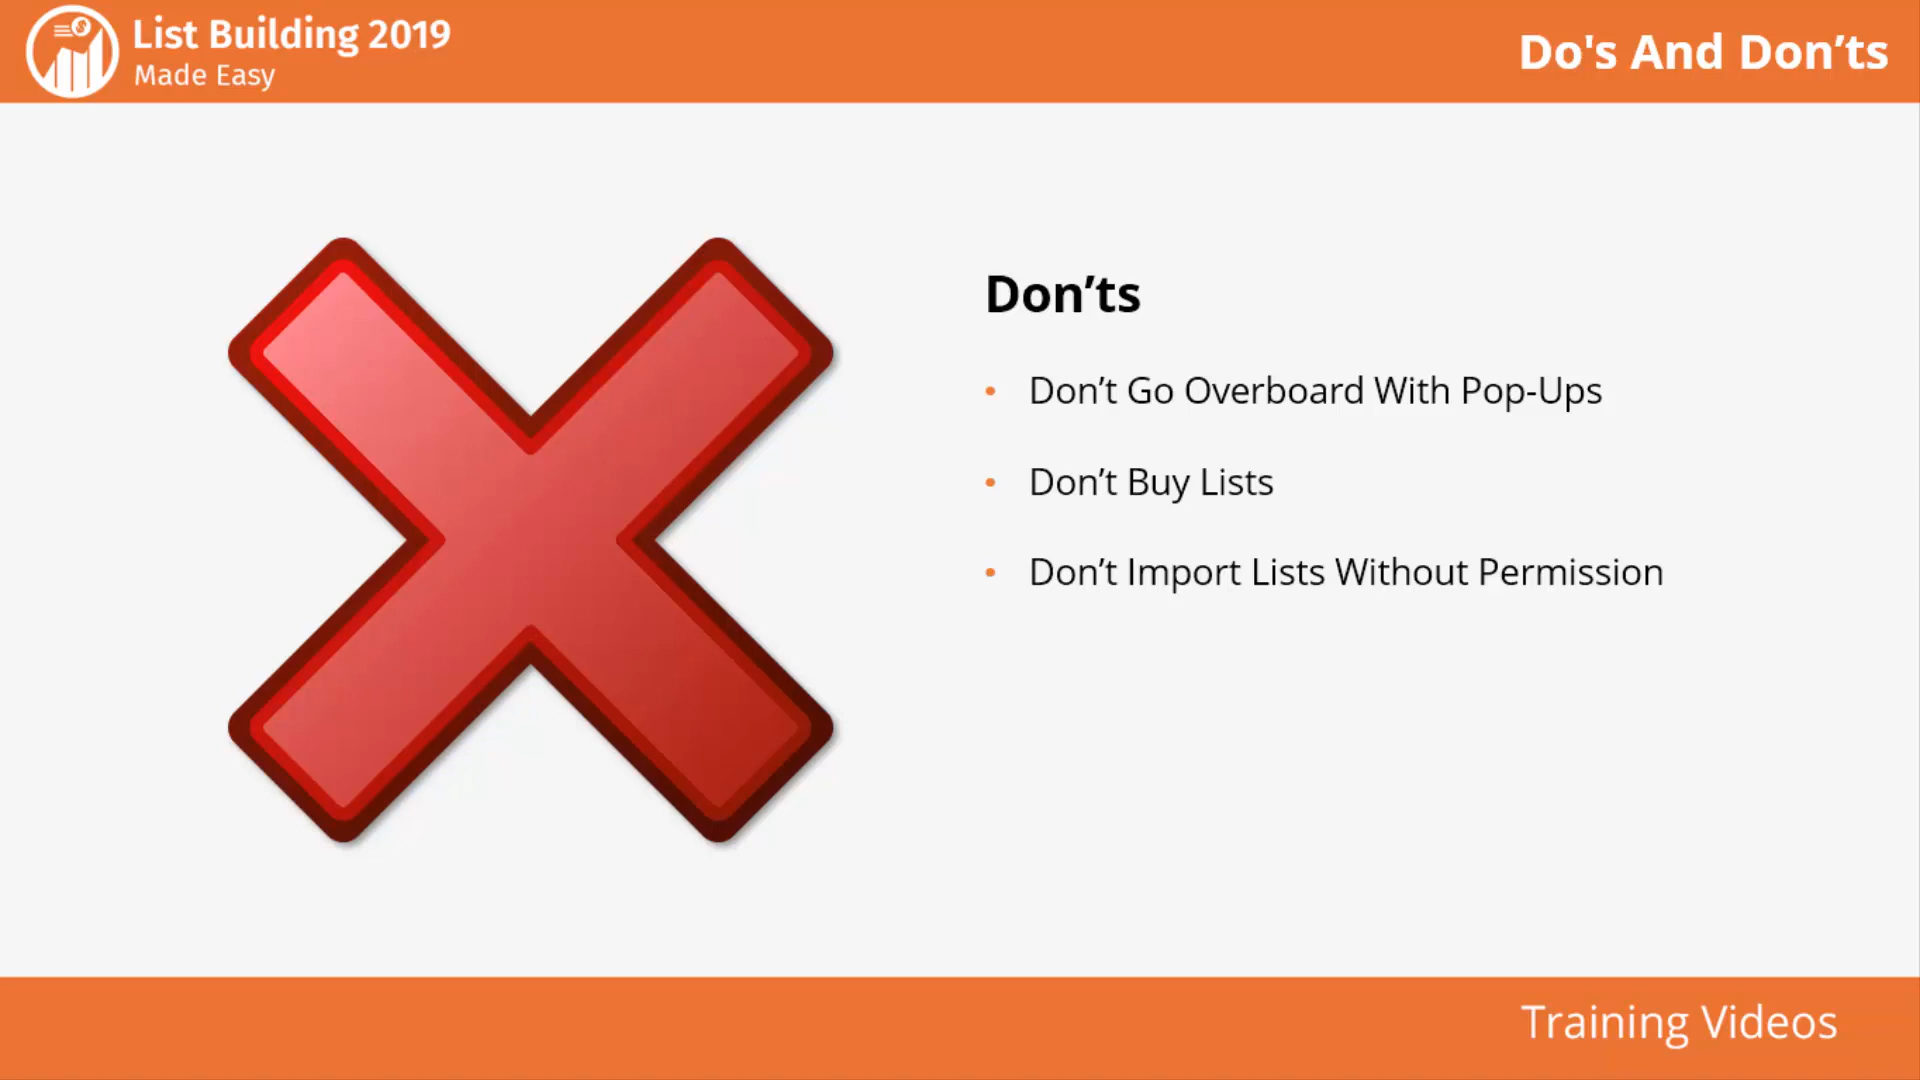 List Building 2019
Made Easy
Do's And Don’ts
Don’ts
• Don’t Go Overboard With Pop-Ups
• Don’t Buy Lists
• Don’t Import Lists Without Permission
Training Videos